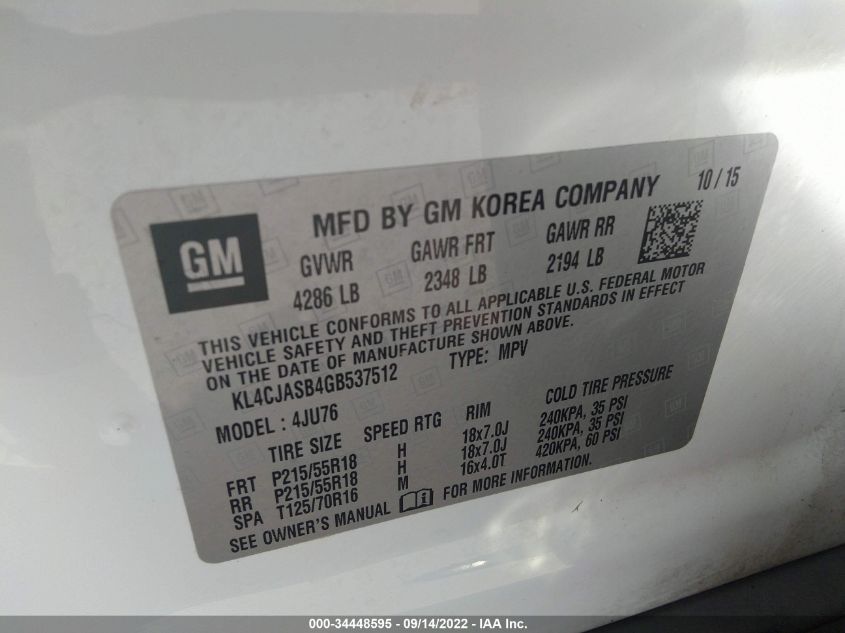 GM
MFD BY GM KOREA COMPANY 10 / 15
GVWR GAWR FRT GAWR RR
4286 LB 2348 LB 2194 LB
THIS VEHICLE CONFORMS TO ALL APPLICABLE U.S. FEDERAL MOTOR
VEHICLE SAFETY AND THEFT PREVENTION STANDARDS IN EFFECT
ON THE DATE OF MANUFACTURE SHOWN ABOVE.
KL4CJASB4GB537512 TYPE: MPV
MODEL : 4JU76
TIRE SIZE SPEED RTG RIM COLD TIRE PRESSURE
FRT P215/55R18 H 18x7.0J 240KPA, 35 PSI
RR P215/55R18 H 18x7.0J 240KPA, 35 PSI
SPA T125/70R16 M 16x4.0T 420KPA, 60 PSI
SEE OWNER'S MANUAL FOR MORE INFORMATION.
000-34448595 - 09/14/2022 - IAA Inc.